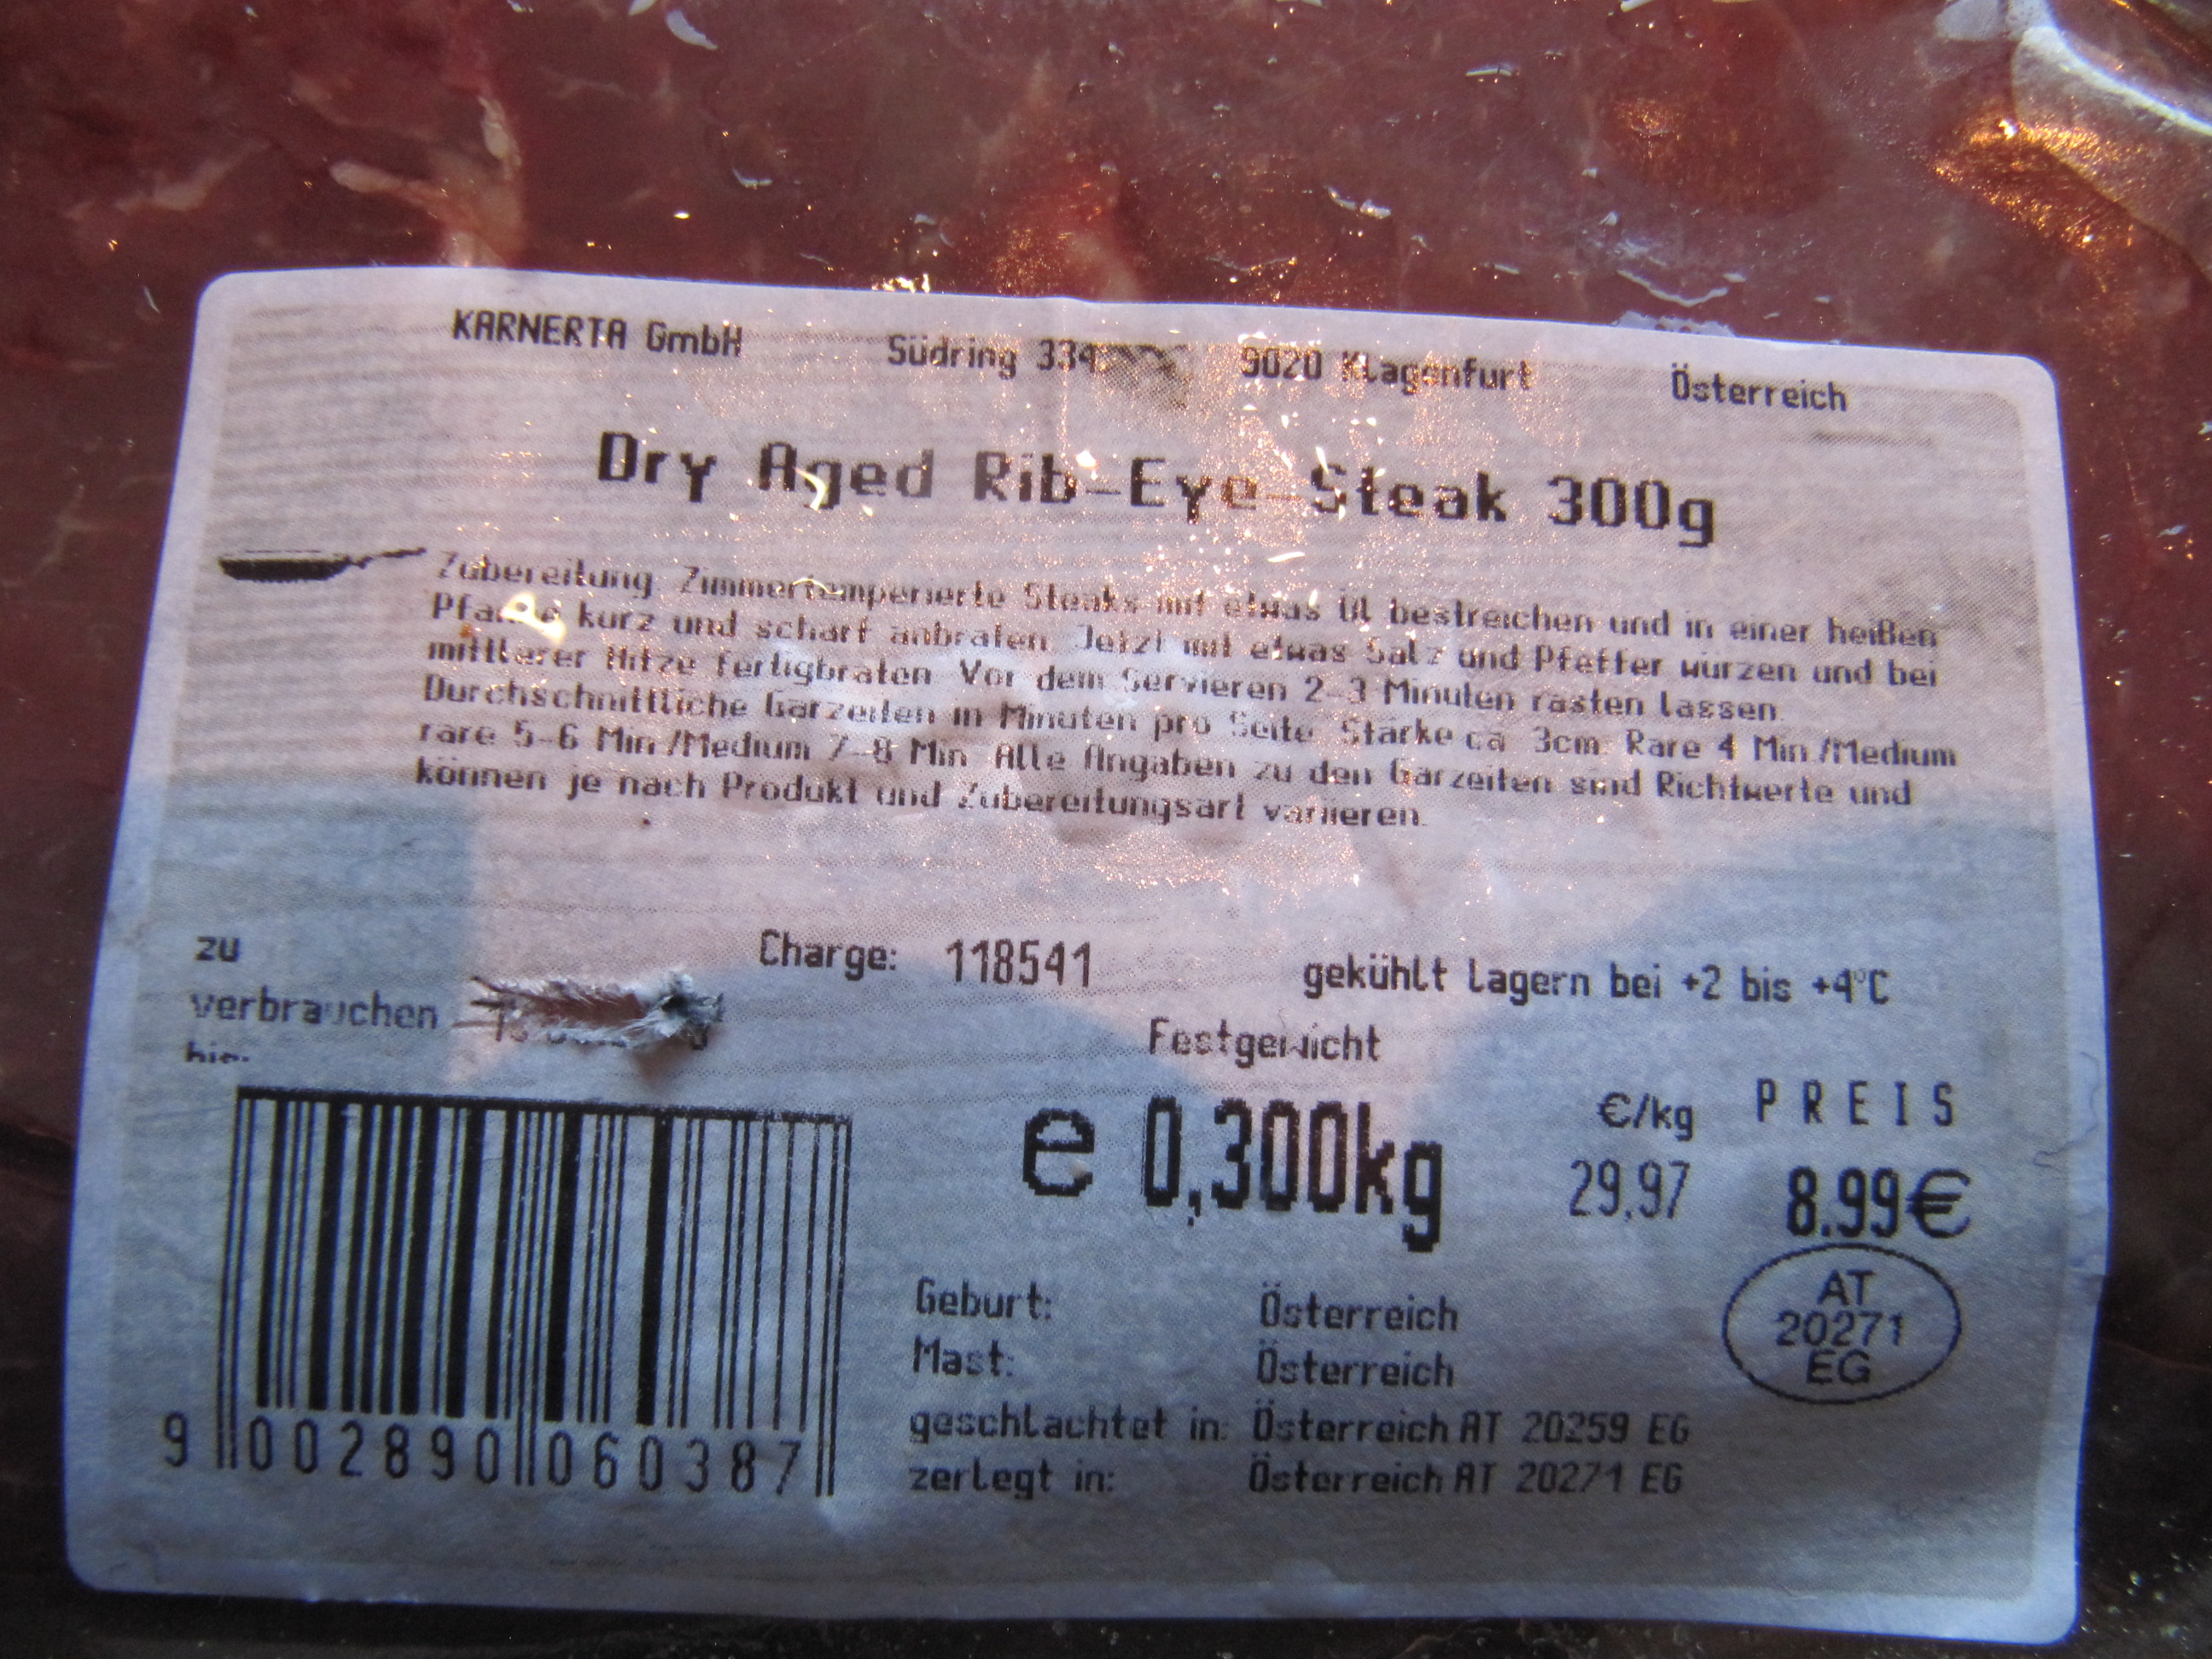 KARNERTA GmbH Südring 334 9020 Klagenfurt Österreich
Dry Aged Rib-Eye-Steak 300g
Zubereitung: Zimmertemperierte Steaks mit etwas Öl bestreichen und in einer heißen
Pfanne kurz und scharf anbraten. Jetzt mit etwas Salz und Pfeffer würzen und bei
mittlerer Hitze fertigbraten. Vor dem Servieren 2-3 Minuten rasten lassen.
Durchschnittliche Garzeiten in Minuten pro Seite: Stärke ca. 3cm: Rare 4 Min./Medium
rare 5-6 Min./Medium 7-8 Min. Alle Angaben zu den Garzeiten sind Richtwerte und
können je nach Produkt und Zubereitungsart variieren.
zu
verbrauchen
bis:
Charge: 118541
gekühlt lagern bei +2 bis +4°C
Festgewicht
e 0,300kg
€/kg PREIS
29,97 8.99€
AT
20271
EG
Geburt: Österreich
Mast: Österreich
geschlachtet in: Österreich AT 20259 EG
zerlegt in: Österreich AT 20271 EG
9 002890 060387